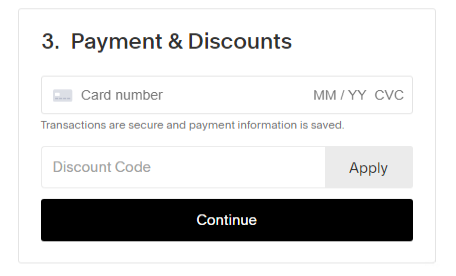 3. Payment & Discounts
Card number MM / YY CVC
Transactions are secure and payment information is saved.
Discount Code Apply
Continue